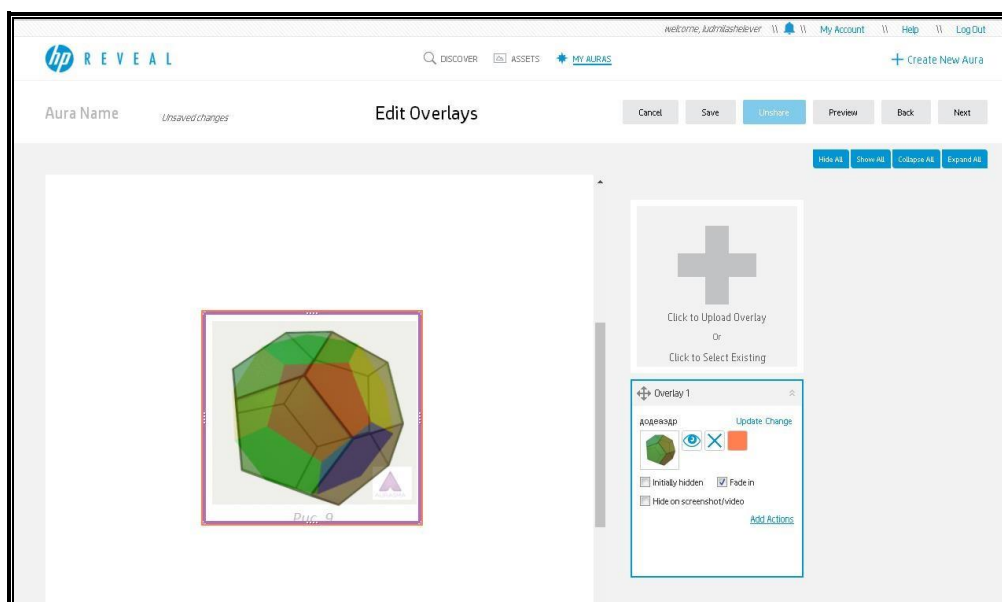 welcome, ludmilashelever \\ \\ My Account \\ Help \\ Log Out
hp REVEAL DISCOVER ASSETS MY AURAS + Create New Aura
Aura Name Unsaved changes Edit Overlays Cancel Save Unshare Preview Back Next
Hide All Show All Collapse All Expand All
Click to Upload Overlay
Or
Click to Select Existing
Overlay 1
додеаэдр Update Change
Initially hidden Fade in
Hide on screenshot/video
Add Actions
Рис. 9